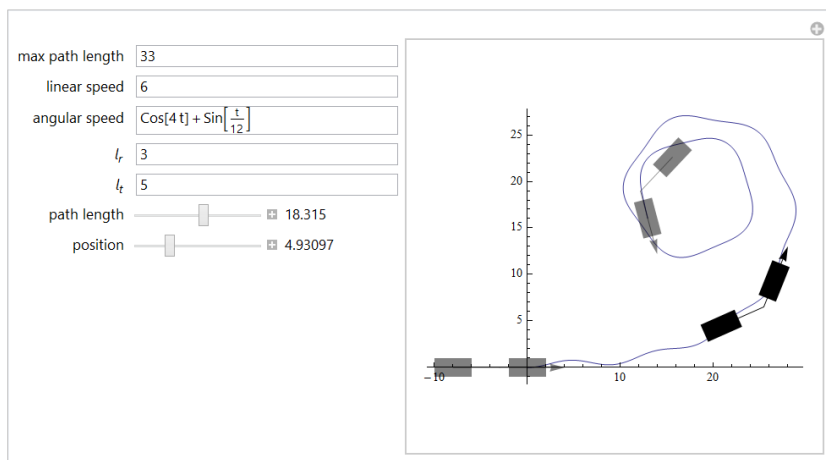 max path length 33
linear speed 6
angular speed Cos[4 t] + Sin[t/12]
lr 3
lt 5
path length 18.315
position 4.93097
25
20
15
10
5
-10 10 20